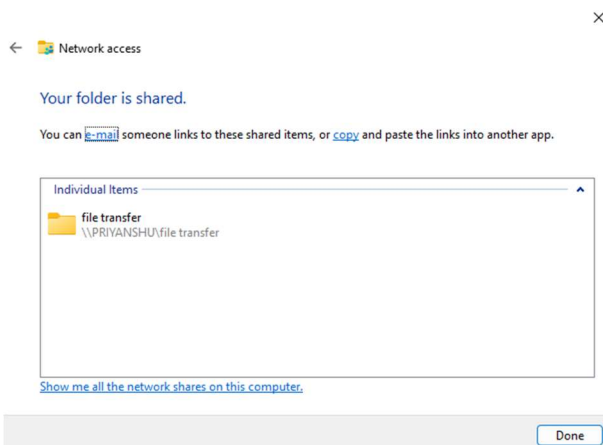 Network access
Your folder is shared.
You can e-mail someone links to these shared items, or copy and paste the links into another app.
Individual Items
file transfer
\\PRIYANSHU\file transfer
Show me all the network shares on this computer.
Done